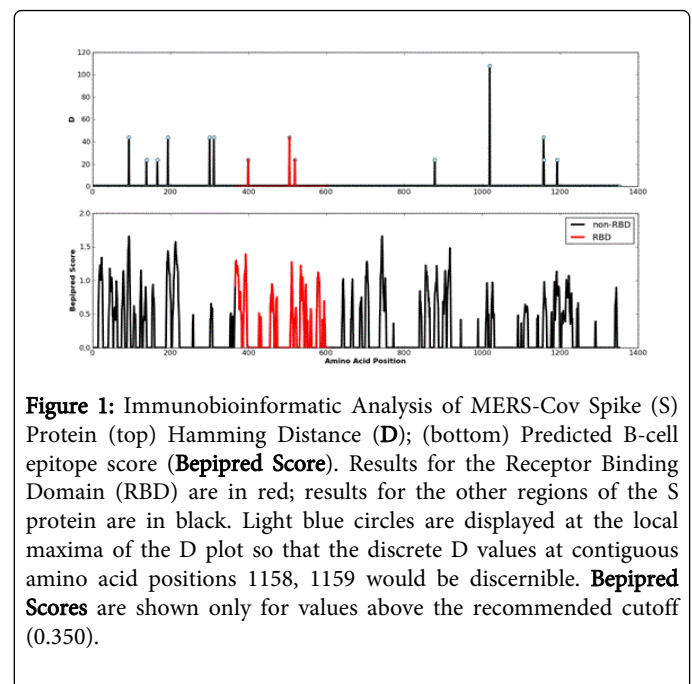 120
100
80
60
40
20
0
D
0 200 400 600 800 1000 1200 1400
2.0
1.5
1.0
0.5
0.0
Bepipred Score
non-RBD
RBD
0 200 400 600 800 1000 1200 1400
Amino Acid Position
Figure 1: Immunobioinformatic Analysis of MERS-Cov Spike (S)
Protein (top) Hamming Distance (D); (bottom) Predicted B-cell
epitope score (Bepipred Score). Results for the Receptor Binding
Domain (RBD) are in red; results for the other regions of the S
protein are in black. Light blue circles are displayed at the local
maxima of the D plot so that the discrete D values at contiguous
amino acid positions 1158, 1159 would be discernible. Bepipred
Scores are shown only for values above the recommended cutoff
(0.350).